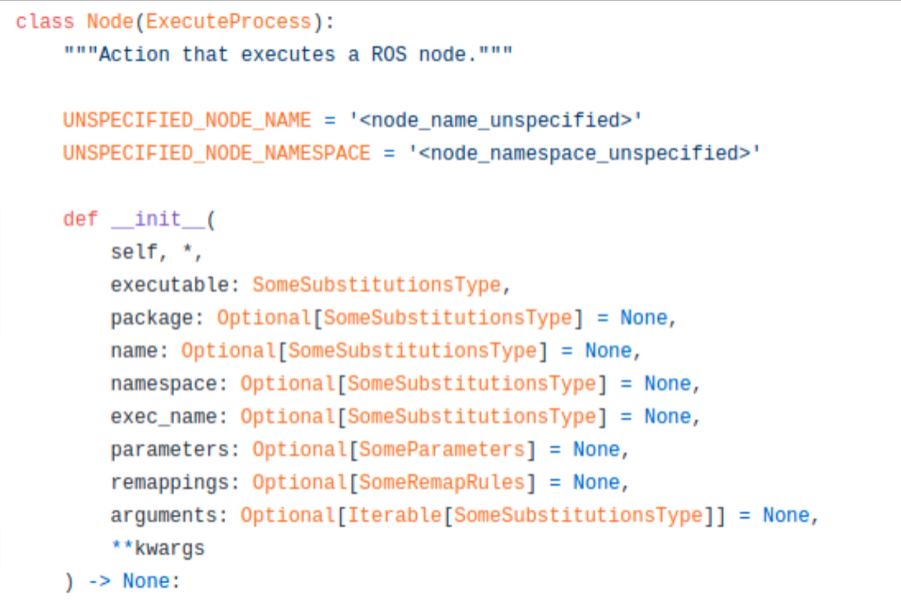 class Node(ExecuteProcess):
    """Action that executes a ROS node."""

    UNSPECIFIED_NODE_NAME = '<node_name_unspecified>'
    UNSPECIFIED_NODE_NAMESPACE = '<node_namespace_unspecified>'

    def __init__(
        self, *,
        executable: SomeSubstitutionsType,
        package: Optional[SomeSubstitutionsType] = None,
        name: Optional[SomeSubstitutionsType] = None,
        namespace: Optional[SomeSubstitutionsType] = None,
        exec_name: Optional[SomeSubstitutionsType] = None,
        parameters: Optional[SomeParameters] = None,
        remappings: Optional[SomeRemapRules] = None,
        arguments: Optional[Iterable[SomeSubstitutionsType]] = None,
        **kwargs
    ) -> None: